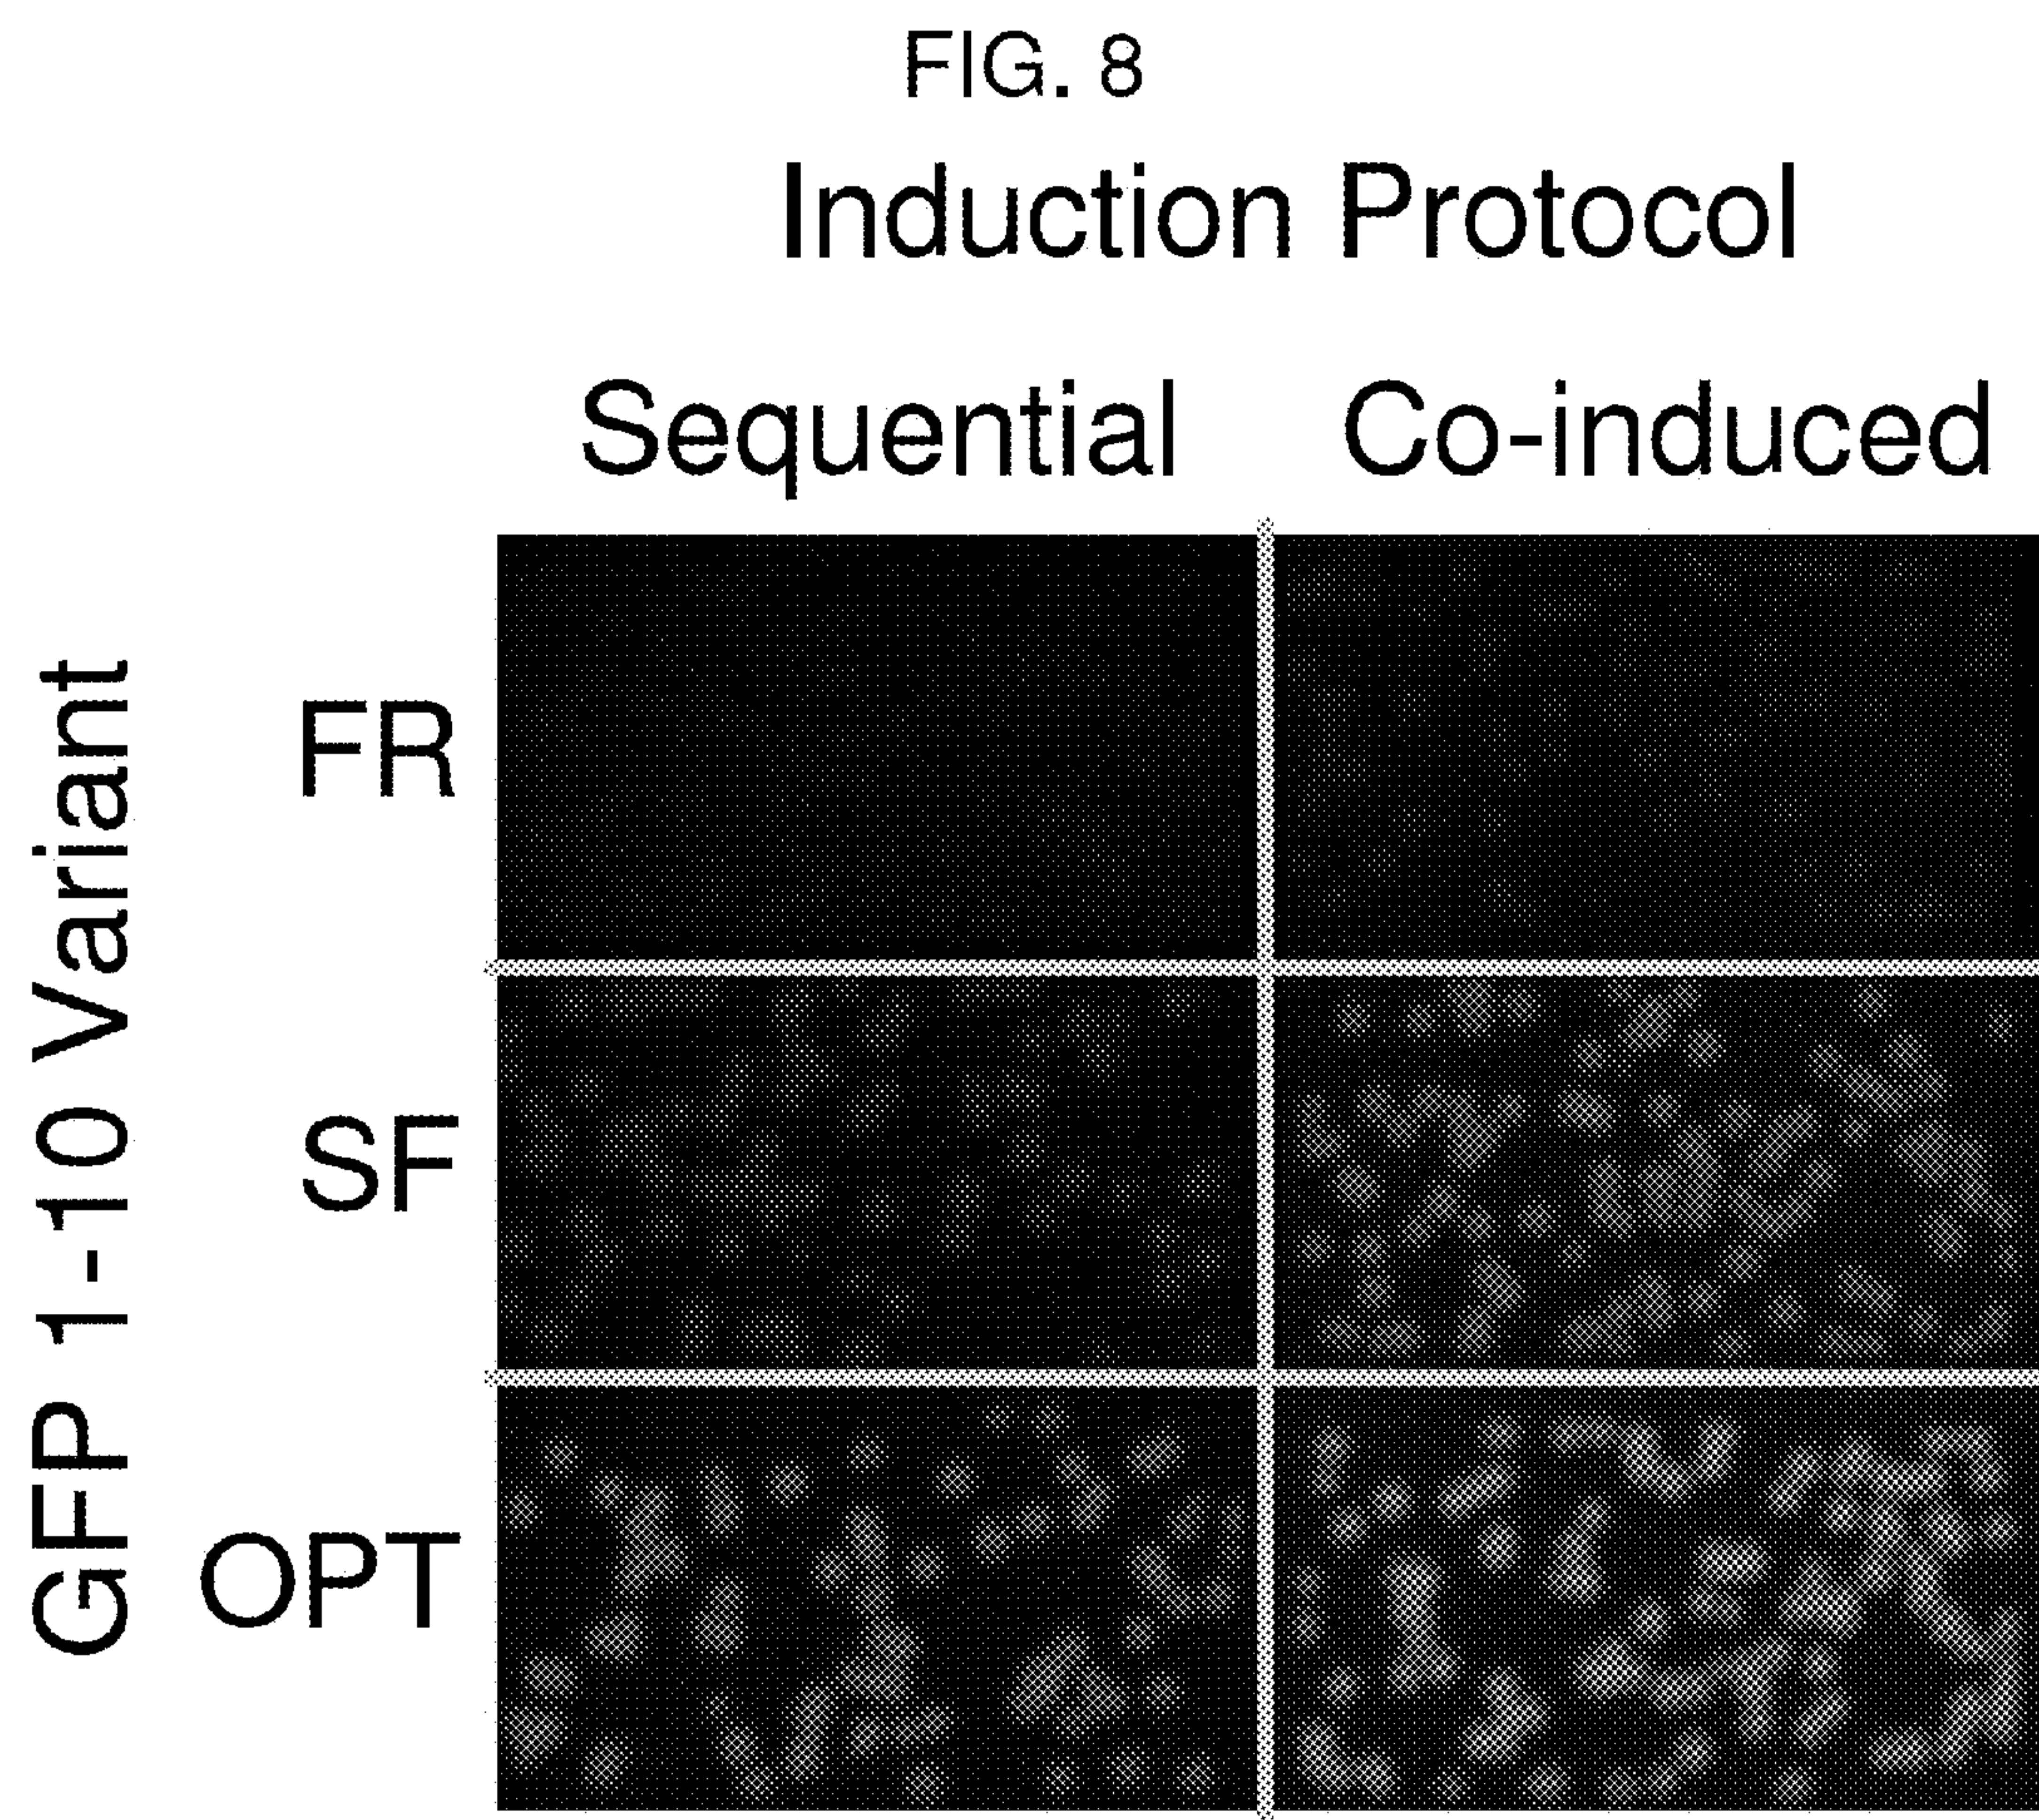 FIG. 8
Induction Protocol
Sequential Co-induced
GFP 1-10 Variant
FR
SF
OPT